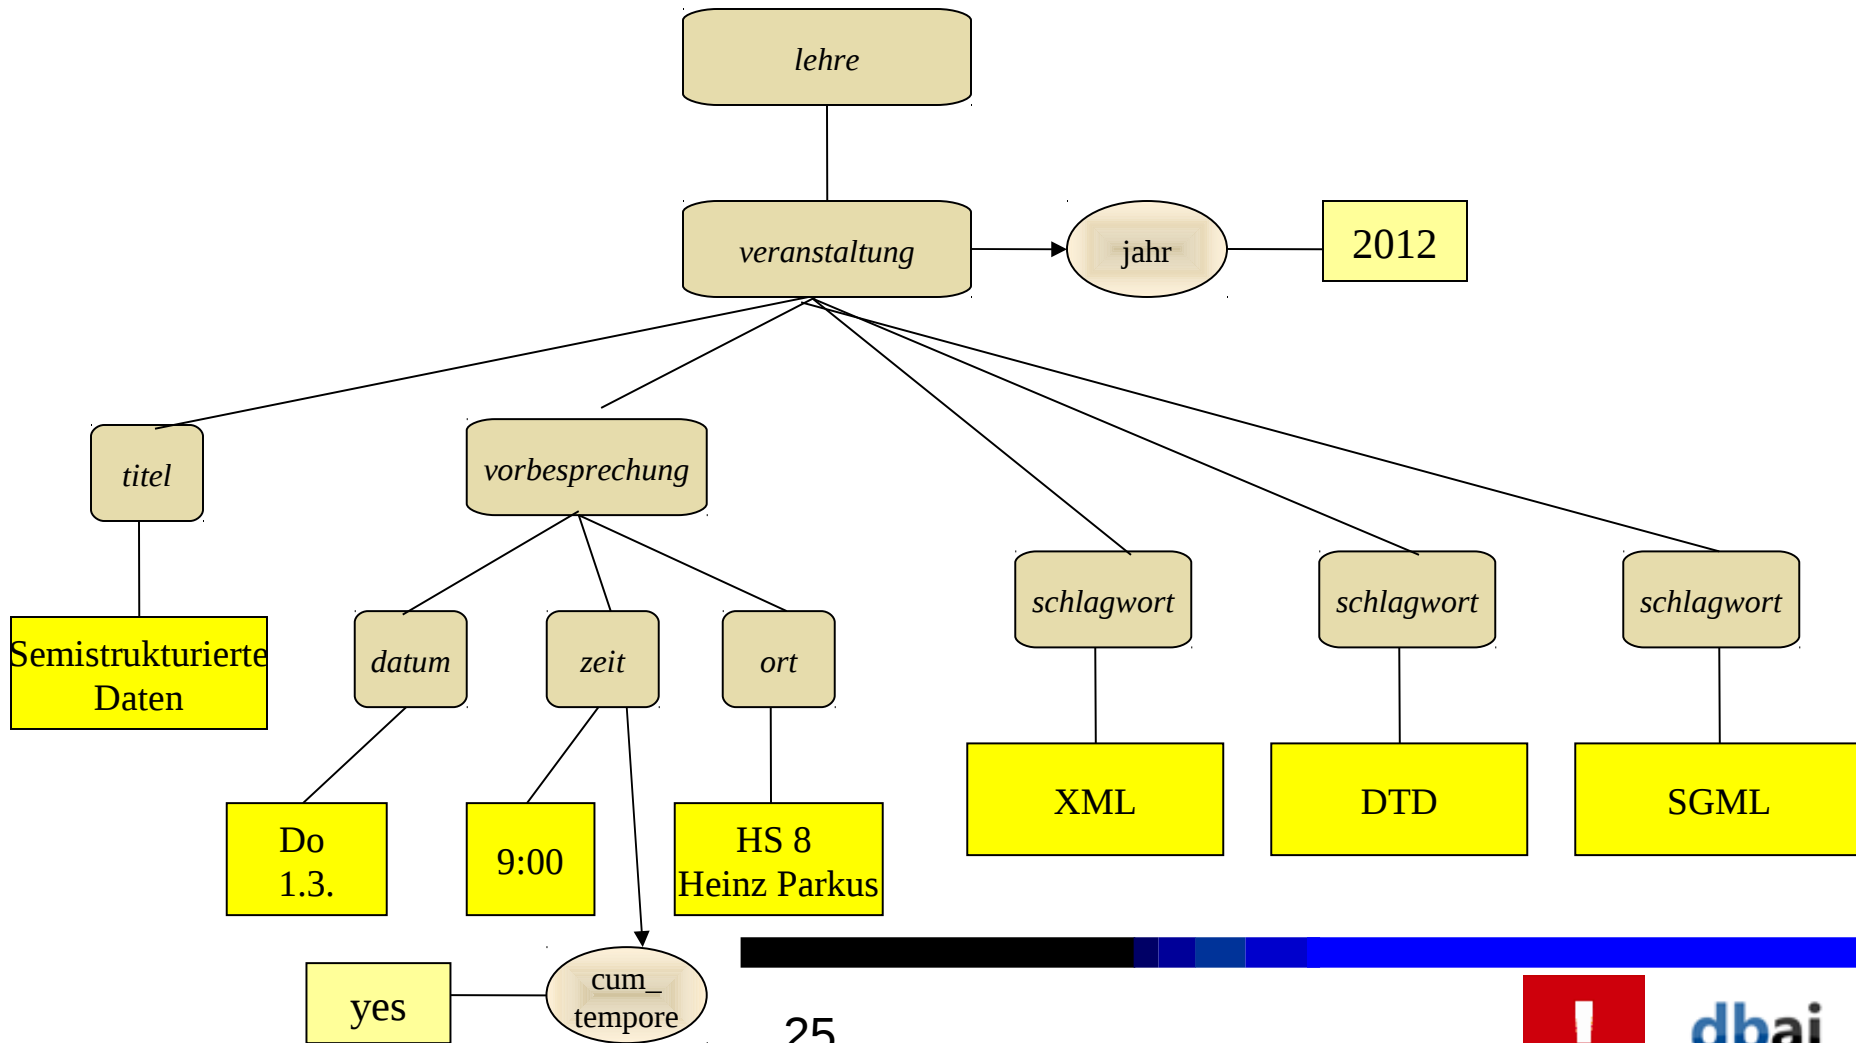 lehre
veranstaltung
jahr
2012
titel
vorbesprechung
Semistrukturierte
Daten
datum
zeit
ort
schlagwort
schlagwort
schlagwort
Do
1.3.
9:00
HS 8
Heinz Parkus
XML
DTD
SGML
yes
cum_
tempore
25
dbai